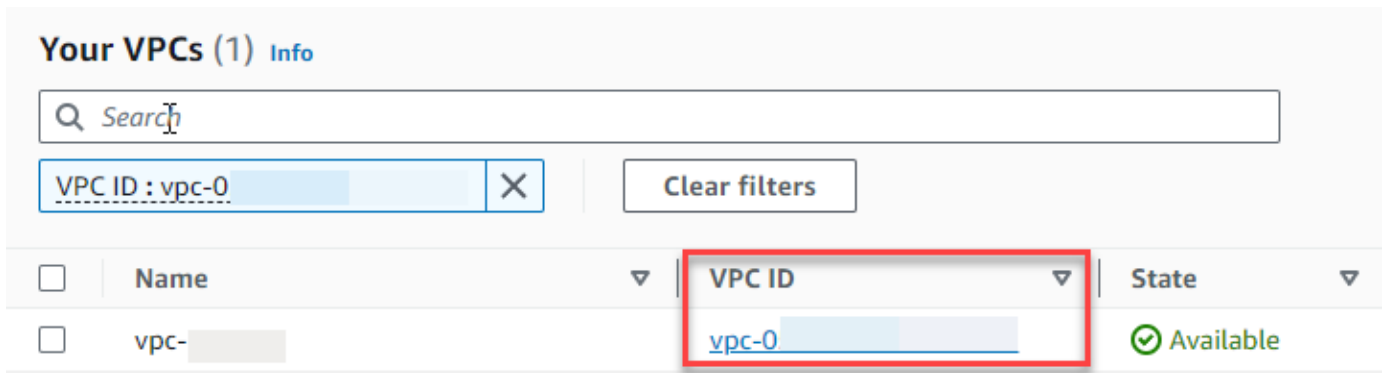 Your VPCs (1) Info
Search
VPC ID : vpc-0
Clear filters
Name VPC ID State
vpc- vpc-0 Available